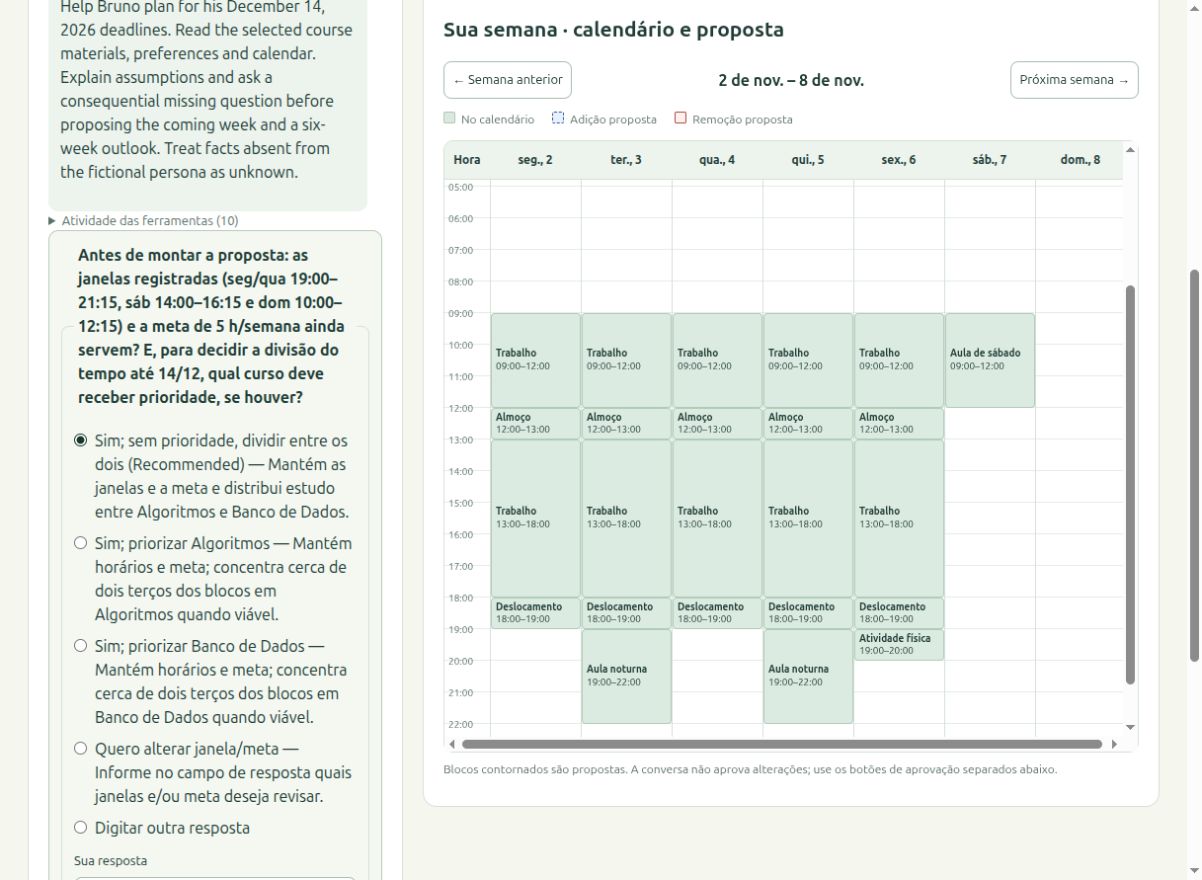 Help Bruno plan for his December 14,
2026 deadlines. Read the selected course
materials, preferences and calendar.
Explain assumptions and ask a
consequential missing question before
proposing the coming week and a six-
week outlook. Treat facts absent from
the fictional persona as unknown.
▶ Atividade das ferramentas (10)
Antes de montar a proposta: as
janelas registradas (seg/qua 19:00–
21:15, sáb 14:00–16:15 e dom 10:00–
12:15) e a meta de 5 h/semana ainda
servem? E, para decidir a divisão do
tempo até 14/12, qual curso deve
receber prioridade, se houver?
Sim; sem prioridade, dividir entre os
dois (Recommended) — Mantém as
janelas e a meta e distribui estudo
entre Algoritmos e Banco de Dados.
Sim; priorizar Algoritmos — Mantém
horários e meta; concentra cerca de
dois terços dos blocos em
Algoritmos quando viável.
Sim; priorizar Banco de Dados —
Mantém horários e meta; concentra
cerca de dois terços dos blocos em
Banco de Dados quando viável.
Quero alterar janela/meta —
Informe no campo de resposta quais
janelas e/ou meta deseja revisar.
Digitar outra resposta
Sua resposta
Sua semana · calendário e proposta
← Semana anterior
2 de nov. – 8 de nov.
Próxima semana →
No calendário
Adição proposta
Remoção proposta
Hora seg., 2 ter., 3 qua., 4 qui., 5 sex., 6 sáb., 7 dom., 8
05:00
06:00
07:00
08:00
09:00
10:00
Trabalho Trabalho Trabalho Trabalho Trabalho Aula de sábado
09:00–12:00 09:00–12:00 09:00–12:00 09:00–12:00 09:00–12:00 09:00–12:00
11:00
12:00
Almoço Almoço Almoço Almoço Almoço
12:00–13:00 12:00–13:00 12:00–13:00 12:00–13:00 12:00–13:00
13:00
14:00
15:00
Trabalho Trabalho Trabalho Trabalho Trabalho
13:00–18:00 13:00–18:00 13:00–18:00 13:00–18:00 13:00–18:00
16:00
17:00
18:00
Deslocamento Deslocamento Deslocamento Deslocamento Deslocamento
18:00–19:00 18:00–19:00 18:00–19:00 18:00–19:00 18:00–19:00
19:00
Atividade física
19:00–20:00
20:00
Aula noturna Aula noturna
19:00–22:00 19:00–22:00
21:00
22:00
Blocos contornados são propostas. A conversa não aprova alterações; use os botões de aprovação separados abaixo.